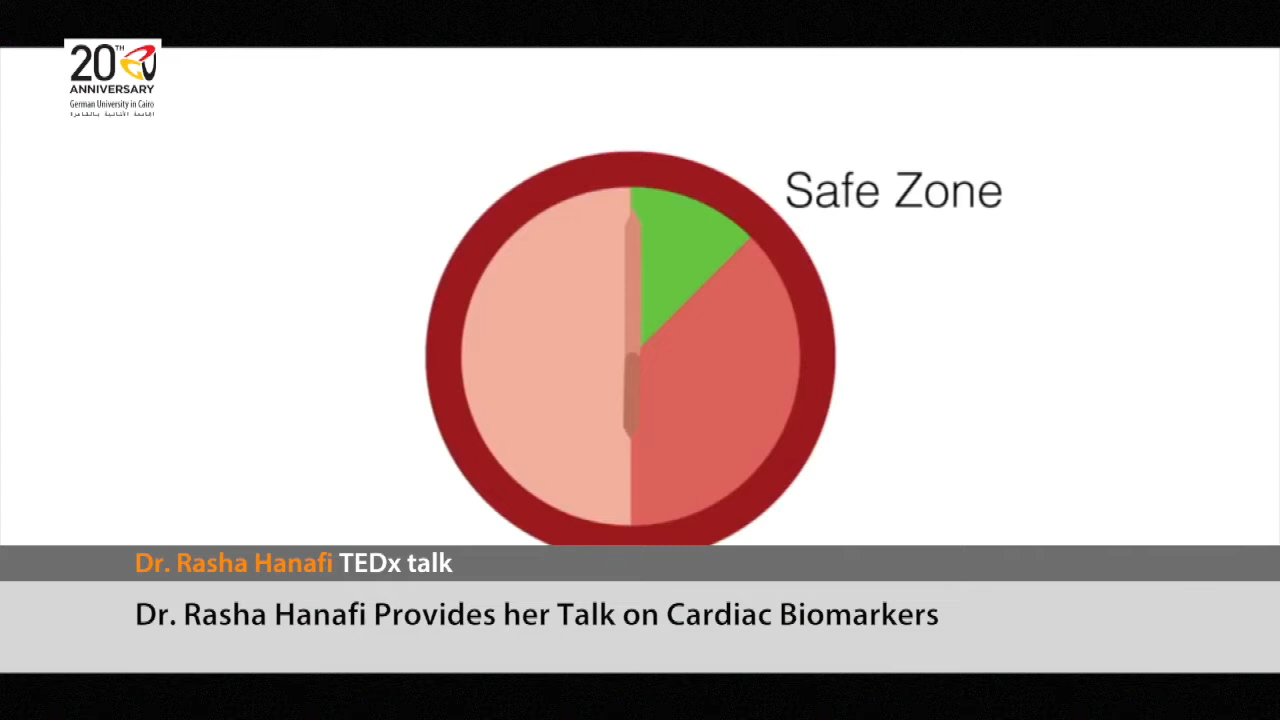 20TH
ANNIVERSARY
German University in Cairo
Safe Zone
Dr. Rasha Hanafi TEDx talk
Dr. Rasha Hanafi Provides her Talk on Cardiac Biomarkers